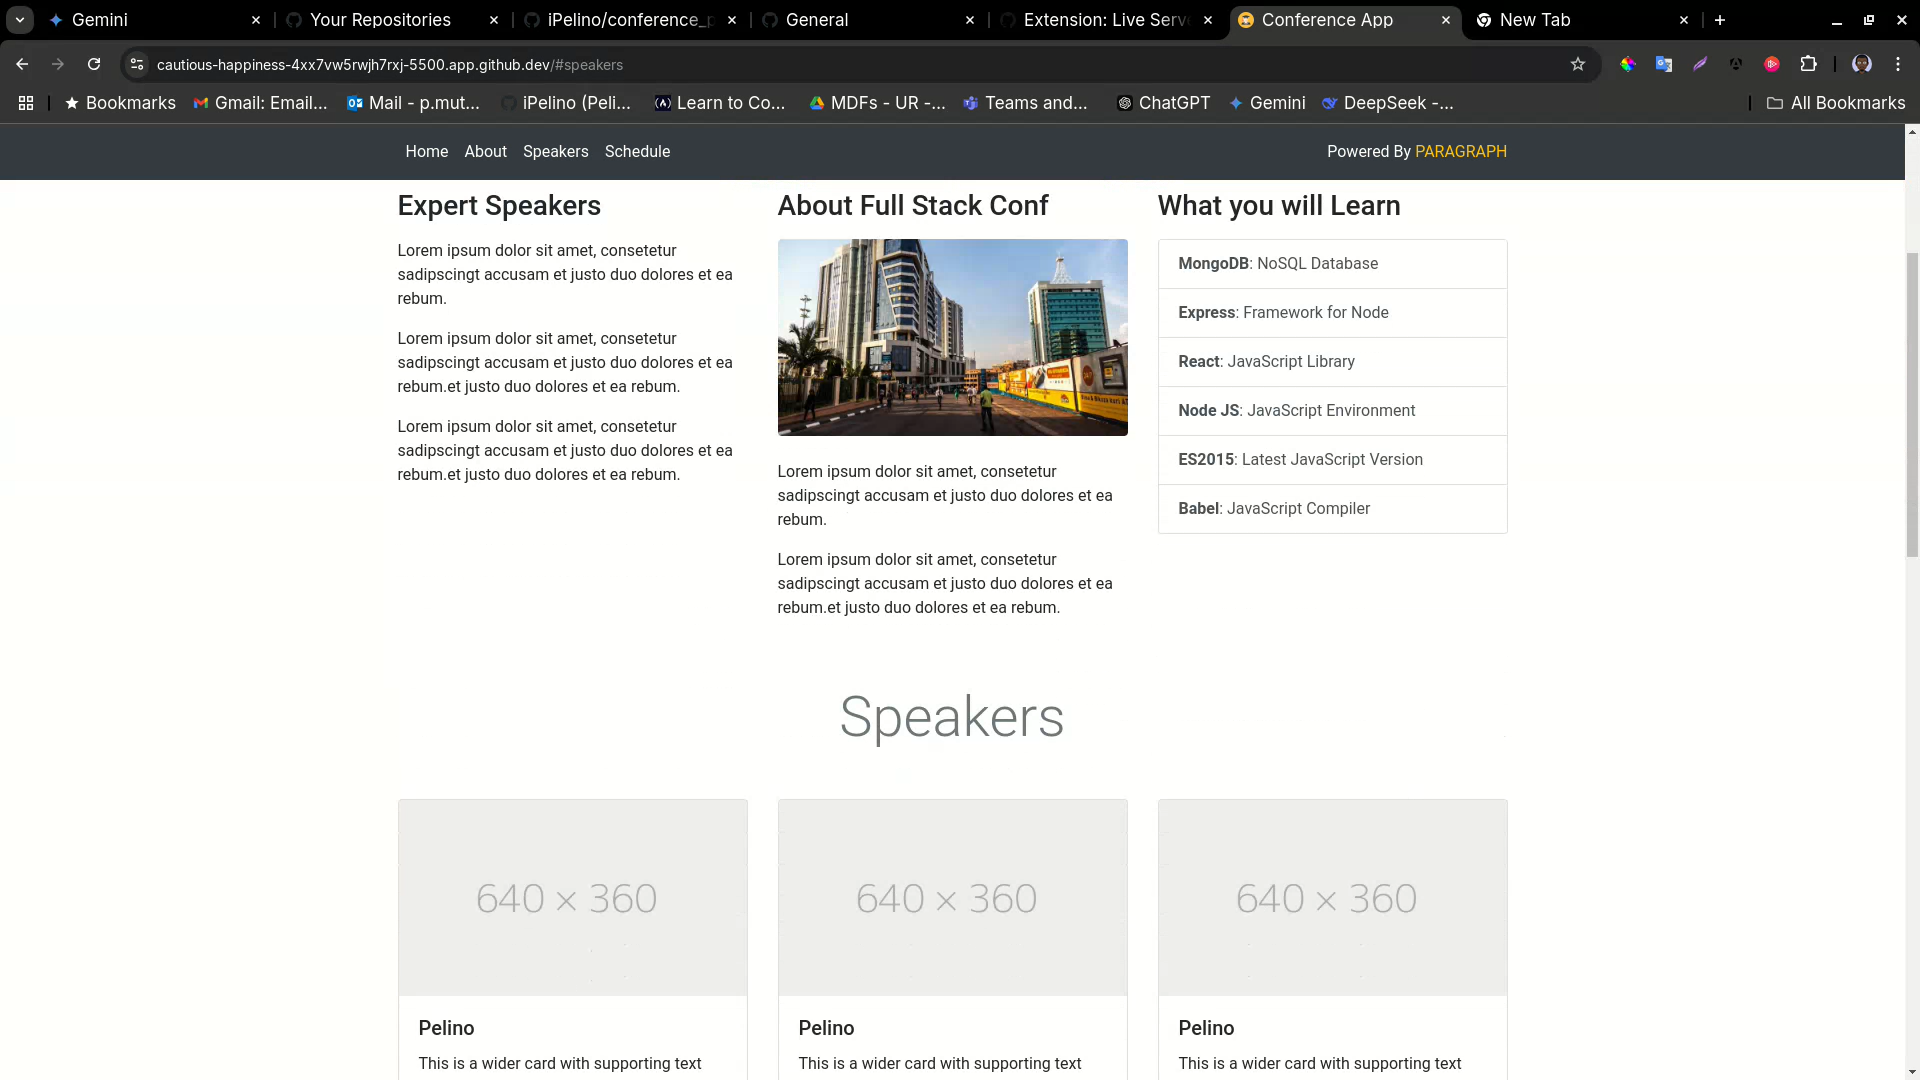 Gemini
Your Repositories
iPelino/conference_p
General
Extension: Live Serve
Conference App
New Tab
cautious-happiness-4xx7vw5rwjh7rxj-5500.app.github.dev/#speakers
Bookmarks
Gmail: Email...
Mail - p.mut...
iPelino (Peli...
Learn to Co...
MDFs - UR -...
Teams and...
ChatGPT
Gemini
DeepSeek -...
All Bookmarks
Home About Speakers Schedule
Powered By PARAGRAPH
Expert Speakers
Lorem ipsum dolor sit amet, consetetur
sadipscingt accusam et justo duo dolores et ea
rebum.
Lorem ipsum dolor sit amet, consetetur
sadipscingt accusam et justo duo dolores et ea
rebum.et justo duo dolores et ea rebum.
Lorem ipsum dolor sit amet, consetetur
sadipscingt accusam et justo duo dolores et ea
rebum.et justo duo dolores et ea rebum.
About Full Stack Conf
Lorem ipsum dolor sit amet, consetetur
sadipscingt accusam et justo duo dolores et ea
rebum.
Lorem ipsum dolor sit amet, consetetur
sadipscingt accusam et justo duo dolores et ea
rebum.et justo duo dolores et ea rebum.
What you will Learn
MongoDB: NoSQL Database
Express: Framework for Node
React: JavaScript Library
Node JS: JavaScript Environment
ES2015: Latest JavaScript Version
Babel: JavaScript Compiler
Speakers
640 × 360
640 × 360
640 × 360
Pelino
This is a wider card with supporting text
Pelino
This is a wider card with supporting text
Pelino
This is a wider card with supporting text